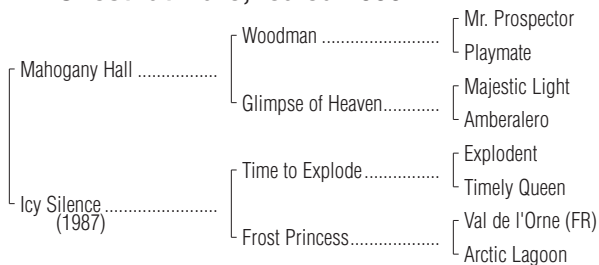 Mr. Prospector
Woodman
Playmate
Mahogany Hall
Majestic Light
Glimpse of Heaven
Amberalero
Explodent
Time to Explode
Timely Queen
Icy Silence
(1987)
Val de l'Orne (FR)
Frost Princess
Arctic Lagoon